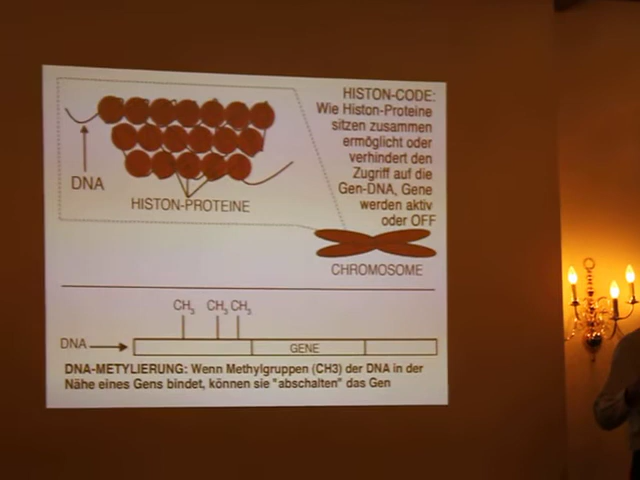 HISTON-CODE:
Wie Histon-Proteine
sitzen zusammen
ermöglicht oder
verhindert den
Zugriff auf die
Gen-DNA, Gene
werden aktiv
oder OFF
DNA
HISTON-PROTEINE
CHROMOSOME
CH3 CH3 CH3
DNA
GENE
DNA-METYLIERUNG: Wenn Methylgruppen (CH3) der DNA in der
Nähe eines Gens bindet, können sie "abschalten" das Gen